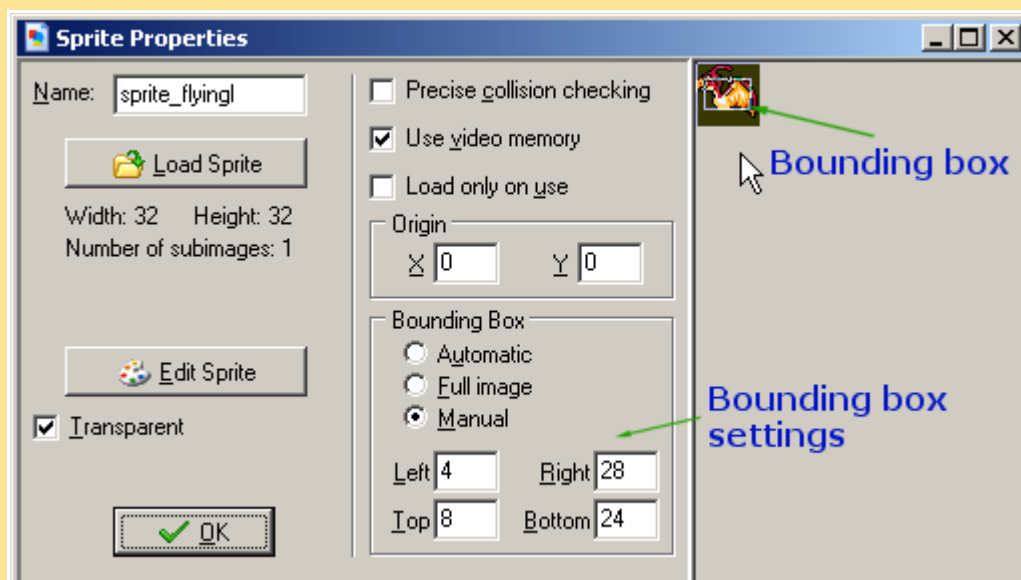 Sprite Properties
Name: sprite_flyingl
Load Sprite
Width: 32 Height: 32
Number of subimages: 1
Edit Sprite
Transparent
OK
Precise collision checking
Use video memory
Load only on use
Origin
X 0 Y 0
Bounding Box
Automatic
Full image
Manual
Left 4 Right 28
Top 8 Bottom 24
Bounding box
Bounding box
settings